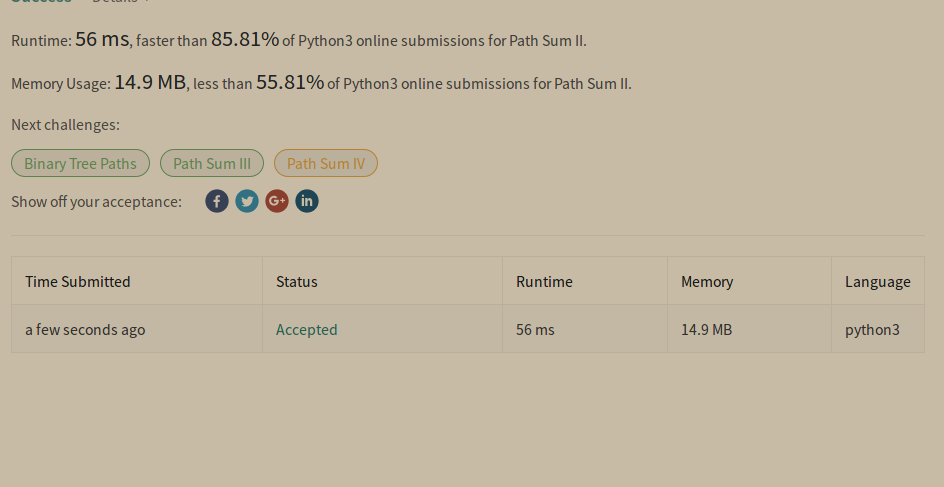 Success Details
Runtime: 56 ms, faster than 85.81% of Python3 online submissions for Path Sum II.
Memory Usage: 14.9 MB, less than 55.81% of Python3 online submissions for Path Sum II.
Next challenges:
Binary Tree Paths Path Sum III Path Sum IV
Show off your acceptance: f G+ in
Time Submitted Status Runtime Memory Language
a few seconds ago Accepted 56 ms 14.9 MB python3